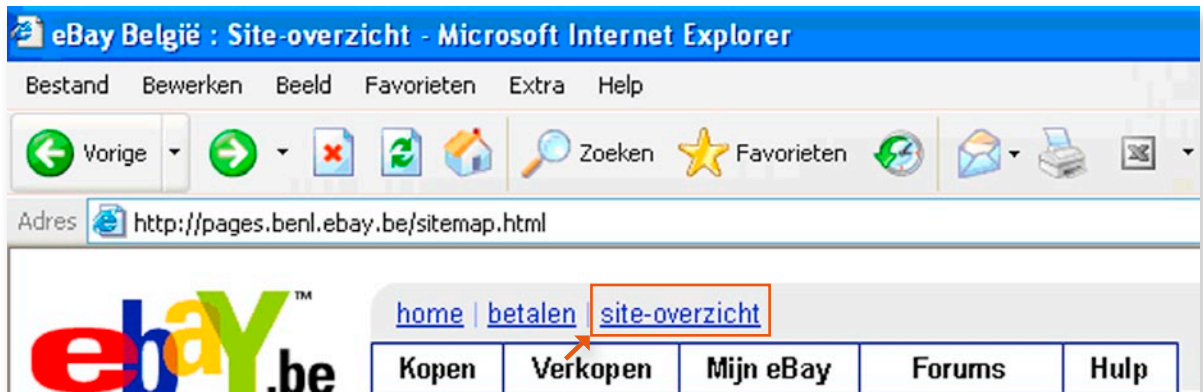 eBay België : Site-overzicht - Microsoft Internet Explorer
Bestand Bewerken Beeld Favorieten Extra Help
Vorige Zoeken Favorieten
Adres http://pages.benl.ebay.be/sitemap.html
ebaY.be™
home | betalen | site-overzicht
Kopen Verkopen Mijn eBay Forums Hulp